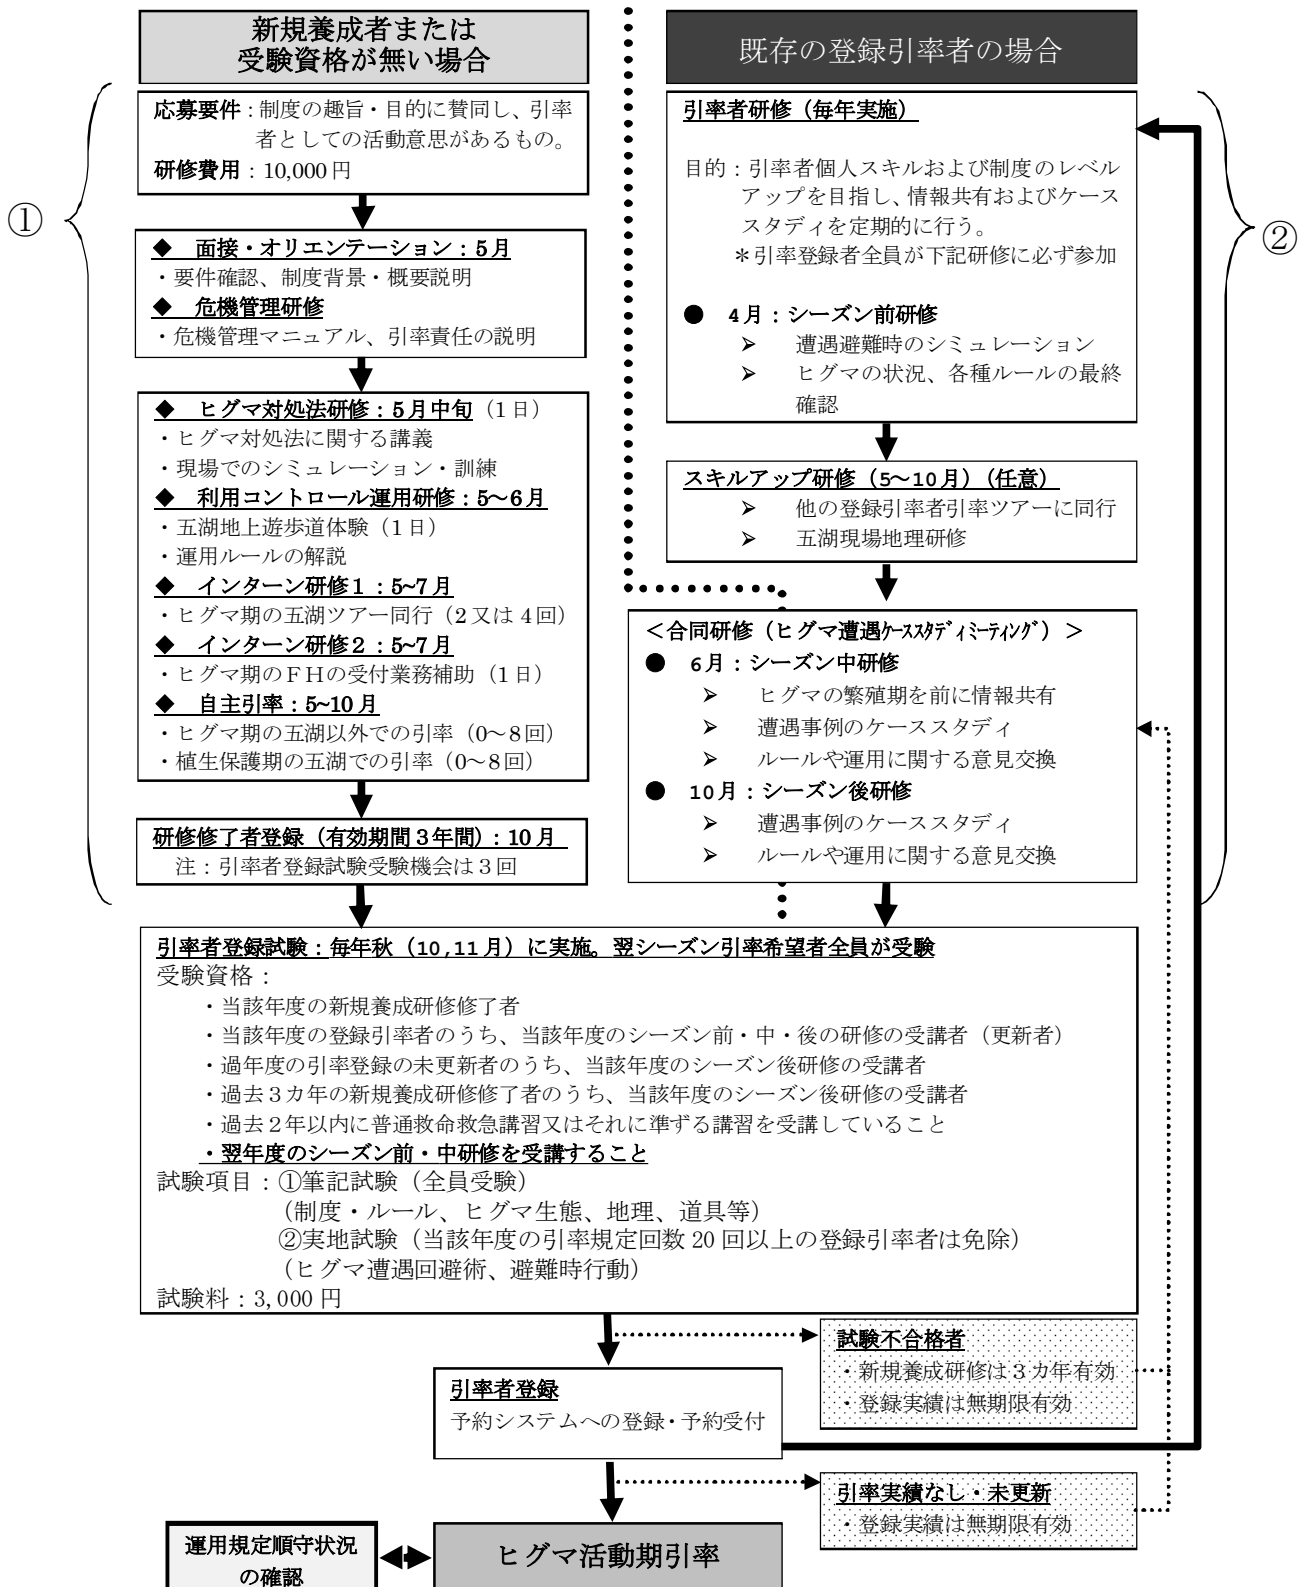 新規養成者または
受験資格が無い場合
①
応募要件：制度の趣旨・目的に賛同し、引率
者としての活動意思があるもの。
研修費用：10,000 円
◆　面接・オリエンテーション：5月
・要件確認、制度背景・概要説明
◆　危機管理研修
・危機管理マニュアル、引率責任の説明
◆　ヒグマ対処法研修：5月中旬（1日）
・ヒグマ対処法に関する講義
・現場でのシミュレーション・訓練
◆　利用コントロール運用研修：5～6月
・五湖地上遊歩道体験（1日）
・運用ルールの解説
◆　インターン研修１：5~7月
・ヒグマ期の五湖ツアー同行（2又は4回）
◆　インターン研修２：5~7月
・ヒグマ期のＦＨの受付業務補助（1日）
◆　自主引率：5~10月
・ヒグマ期の五湖以外での引率（0～8回）
・植生保護期の五湖での引率（0～8回）
研修修了者登録（有効期間３年間）：10月
注：引率者登録試験受験機会は３回
既存の登録引率者の場合
②
引率者研修（毎年実施）
目的：引率者個人スキルおよび制度のレベル
アップを目指し、情報共有およびケース
スタディを定期的に行う。
＊引率登録者全員が下記研修に必ず参加
●　4月：シーズン前研修
➢　遭遇避難時のシミュレーション
➢　ヒグマの状況、各種ルールの最終
確認
スキルアップ研修（5～10月）（任意）
➢　他の登録引率者引率ツアーに同行
➢　五湖現場地理研修
＜合同研修（ヒグマ遭遇ｹｰｽｽﾀﾃﾞｨﾐｰﾃｨﾝｸﾞ）＞
●　6月：シーズン中研修
➢　ヒグマの繁殖期を前に情報共有
➢　遭遇事例のケーススタディ
➢　ルールや運用に関する意見交換
●　10月：シーズン後研修
➢　遭遇事例のケーススタディ
➢　ルールや運用に関する意見交換
引率者登録試験：毎年秋（10,11月）に実施。翌シーズン引率希望者全員が受験
受験資格：
・当該年度の新規養成研修修了者
・当該年度の登録引率者のうち、当該年度のシーズン前・中・後の研修の受講者（更新者）
・過年度の引率登録の未更新者のうち、当該年度のシーズン後研修の受講者
・過去３カ年の新規養成研修修了者のうち、当該年度のシーズン後研修の受講者
・過去２年以内に普通救命救急講習又はそれに準ずる講習を受講していること
・翌年度のシーズン前・中研修を受講すること
試験項目：①筆記試験（全員受験）
（制度・ルール、ヒグマ生態、地理、道具等）
②実地試験（当該年度の引率規定回数 20 回以上の登録引率者は免除）
（ヒグマ遭遇回避術、避難時行動）
試験料：3,000 円
試験不合格者
・新規養成研修は３カ年有効
・登録実績は無期限有効
引率者登録
予約システムへの登録・予約受付
引率実績なし・未更新
・登録実績は無期限有効
運用規定順守状況
の確認
ヒグマ活動期引率